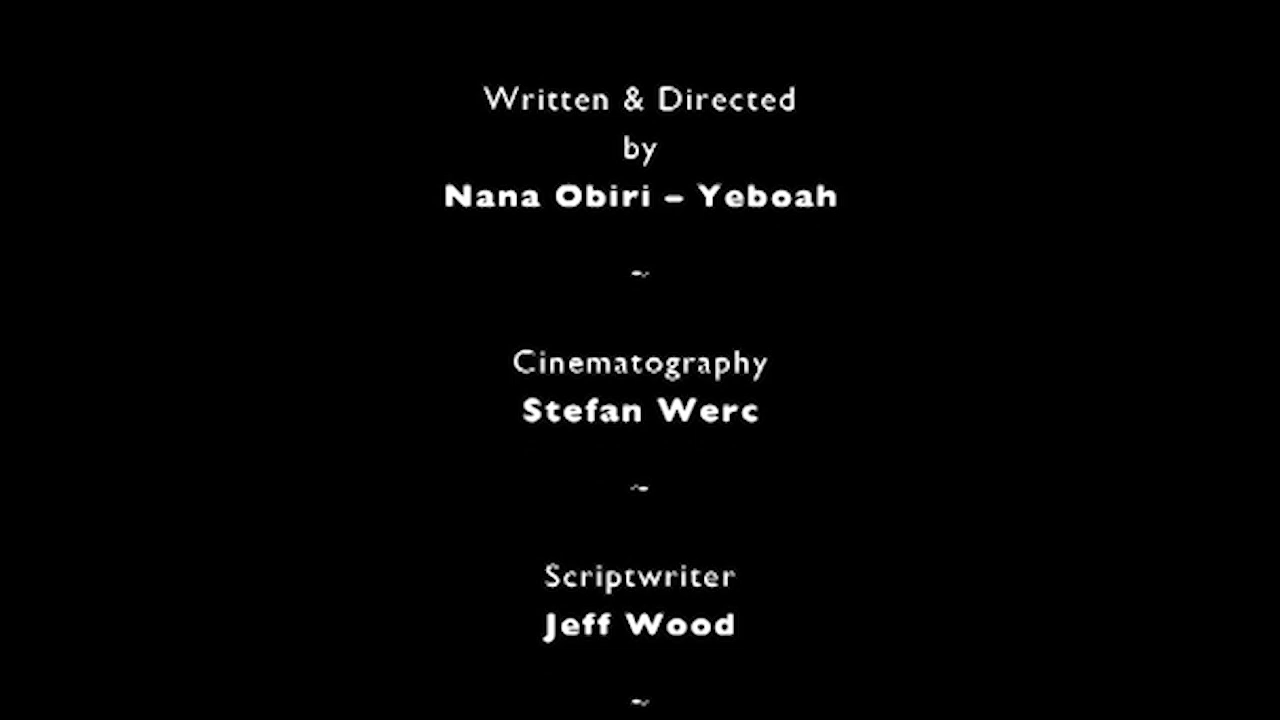 Written & Directed
by
Nana Obiri – Yeboah
~
Cinematography
Stefan Werc
~
Scriptwriter
Jeff Wood
~